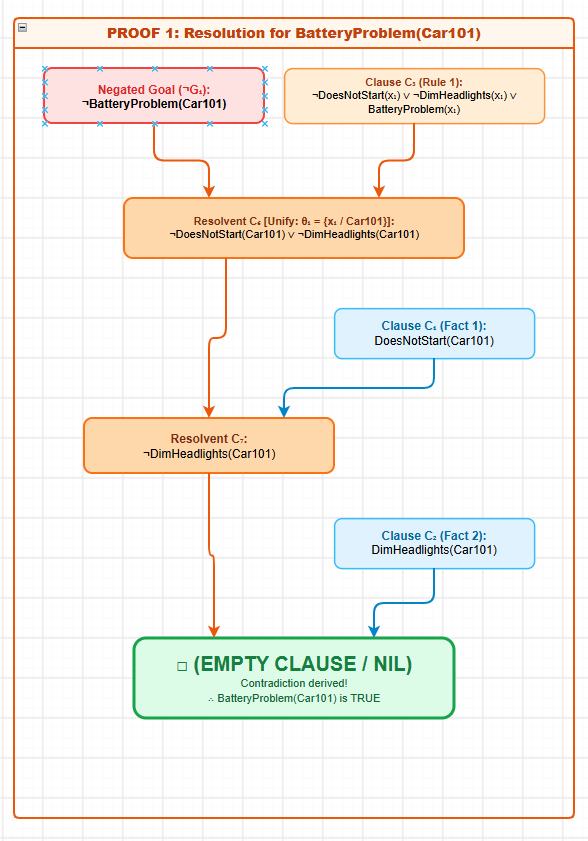 PROOF 1: Resolution for BatteryProblem(Car101)
Negated Goal (¬G₁):
¬BatteryProblem(Car101)
Clause C₃ (Rule 1):
¬DoesNotStart(x₁) ∨ ¬DimHeadlights(x₁) ∨
BatteryProblem(x₁)
Resolvent C₆ [Unify: θ₁ = {x₁ / Car101}]:
¬DoesNotStart(Car101) ∨ ¬DimHeadlights(Car101)
Clause C₁ (Fact 1):
DoesNotStart(Car101)
Resolvent C₇:
¬DimHeadlights(Car101)
Clause C₂ (Fact 2):
DimHeadlights(Car101)
□ (EMPTY CLAUSE / NIL)
Contradiction derived!
∴ BatteryProblem(Car101) is TRUE